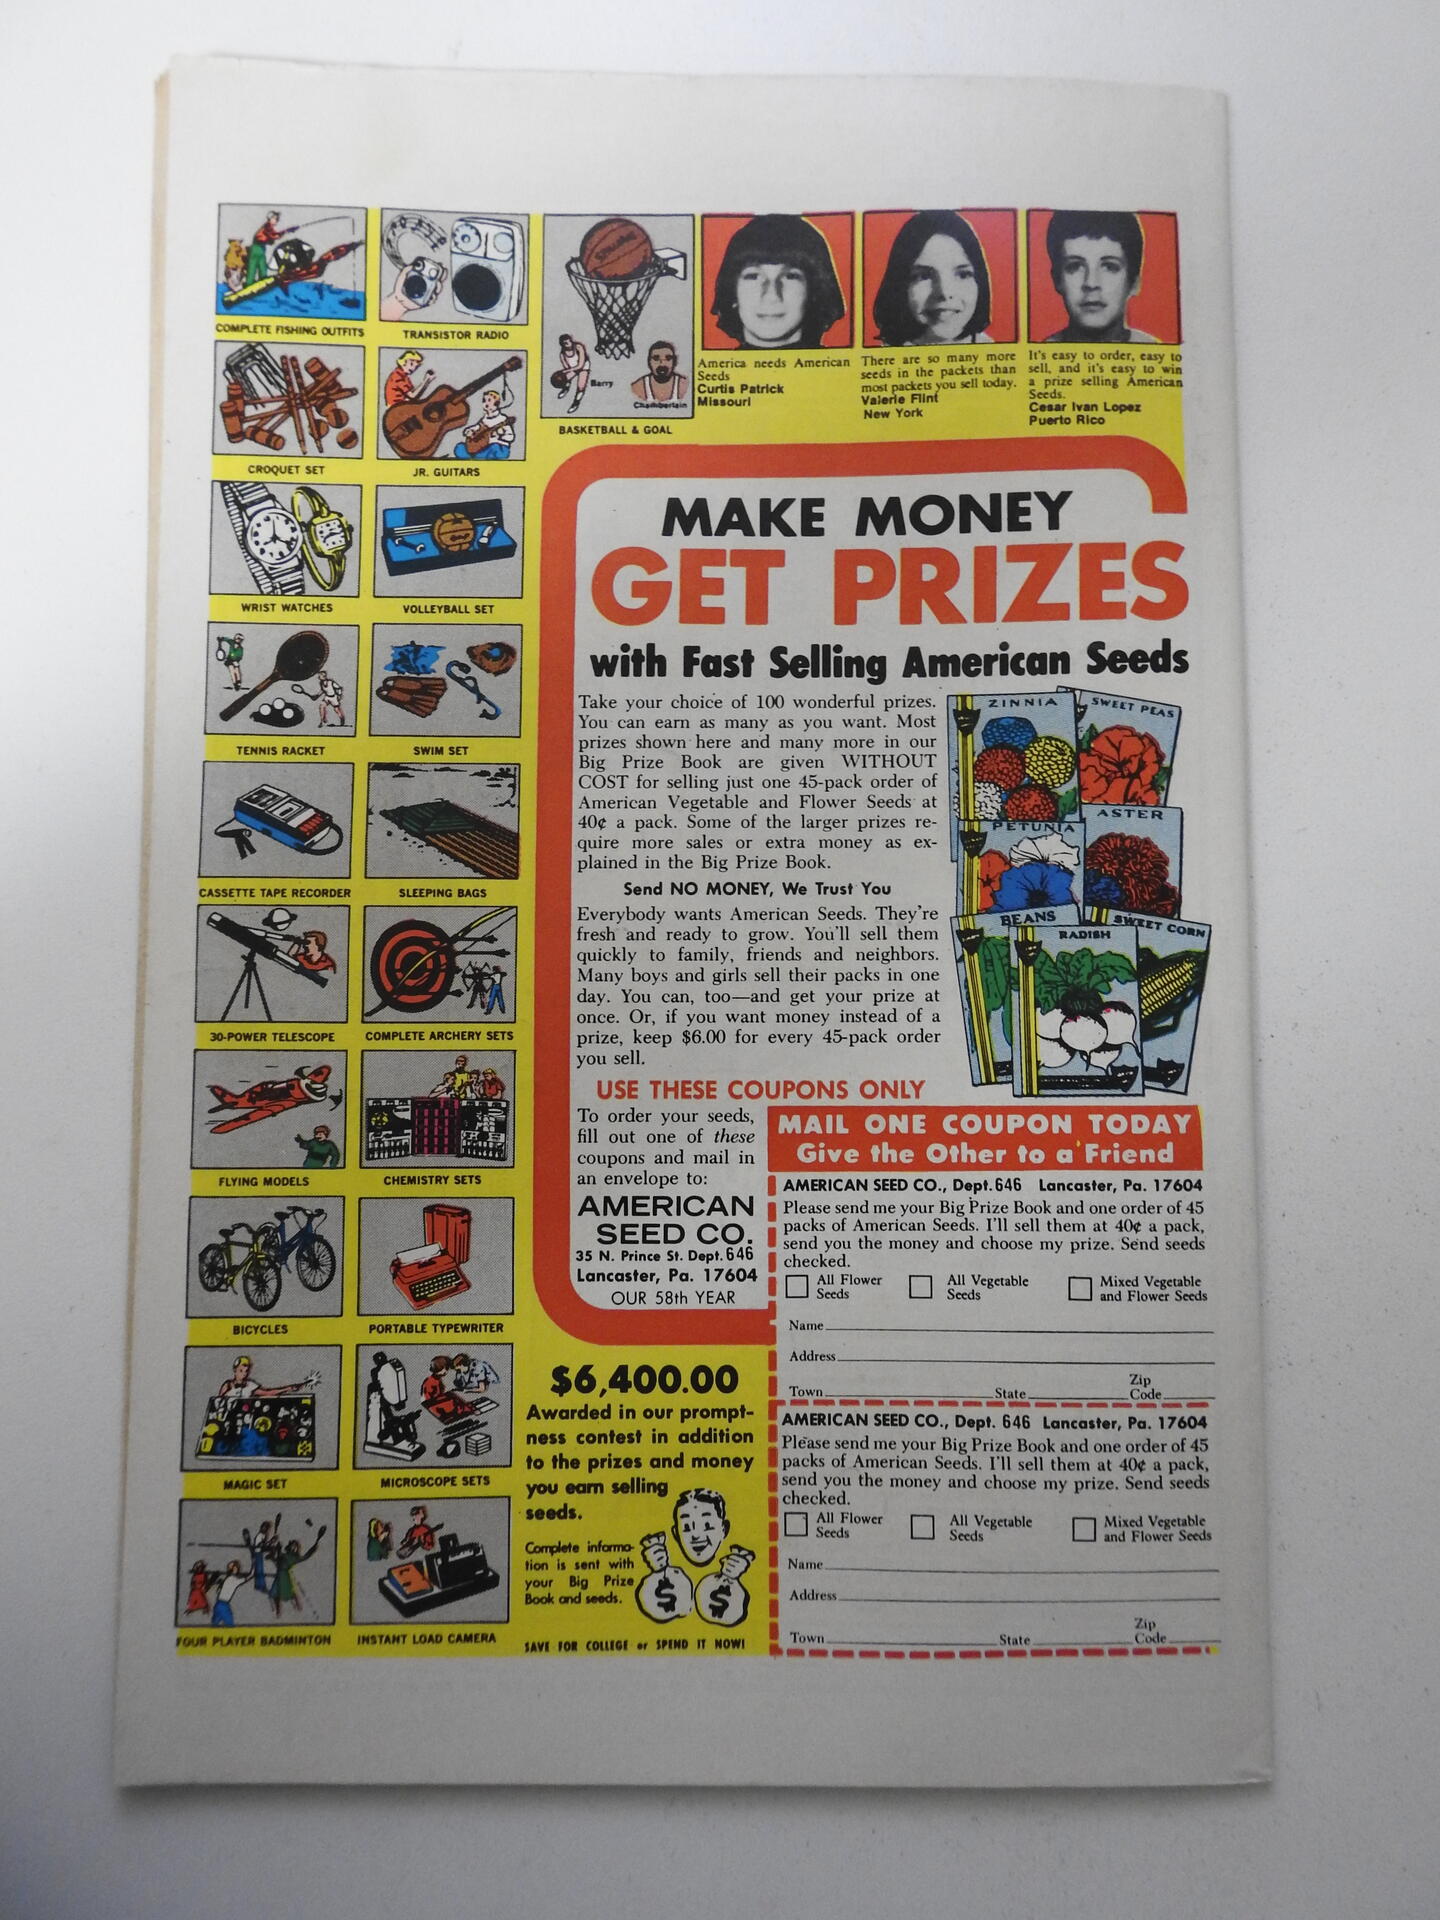 COMPLETE FISHING OUTFITS
TRANSISTOR RADIO
CROQUET SET
JR. GUITARS
WRIST WATCHES
VOLLEYBALL SET
TENNIS RACKET
SWIM SET
CASSETTE TAPE RECORDER
SLEEPING BAGS
30-POWER TELESCOPE
COMPLETE ARCHERY SETS
FLYING MODELS
CHEMISTRY SETS
BICYCLES
PORTABLE TYPEWRITER
MAGIC SET
MICROSCOPE SETS
FOUR PLAYER BADMINTON
INSTANT LOAD CAMERA
SPALDING
Barry
Chamberlain
BASKETBALL & GOAL
America needs American
Seeds
Curtis Patrick
Missouri
There are so many more
seeds in the packets than
most packets you sell today.
Valerie Flint
New York
It's easy to order, easy to
sell, and it's easy to win
a prize selling American
Seeds.
Cesar Ivan Lopez
Puerto Rico
MAKE MONEY
GET PRIZES
with Fast Selling American Seeds
Take your choice of 100 wonderful prizes.
You can earn as many as you want. Most
prizes shown here and many more in our
Big Prize Book are given WITHOUT
COST for selling just one 45-pack order of
American Vegetable and Flower Seeds at
40¢ a pack. Some of the larger prizes re-
quire more sales or extra money as ex-
plained in the Big Prize Book.
Send NO MONEY, We Trust You
Everybody wants American Seeds. They're
fresh and ready to grow. You'll sell them
quickly to family, friends and neighbors.
Many boys and girls sell their packs in one
day. You can, too—and get your prize at
once. Or, if you want money instead of a
prize, keep $6.00 for every 45-pack order
you sell.
ZINNIA
SWEET PEAS
PETUNIA
ASTER
BEANS
RADISH
SWEET CORN
USE THESE COUPONS ONLY
To order your seeds,
fill out one of these
coupons and mail in
an envelope to:
AMERICAN
SEED CO.
35 N. Prince St. Dept. 646
Lancaster, Pa. 17604
OUR 58th YEAR
MAIL ONE COUPON TODAY
Give the Other to a Friend
AMERICAN SEED CO., Dept. 646 Lancaster, Pa. 17604
Please send me your Big Prize Book and one order of 45
packs of American Seeds. I'll sell them at 40¢ a pack,
send you the money and choose my prize. Send seeds
checked.
All Flower Seeds
All Vegetable Seeds
Mixed Vegetable and Flower Seeds
Name
Address
Town State Zip Code
AMERICAN SEED CO., Dept. 646 Lancaster, Pa. 17604
Please send me your Big Prize Book and one order of 45
packs of American Seeds. I'll sell them at 40¢ a pack,
send you the money and choose my prize. Send seeds
checked.
All Flower Seeds
All Vegetable Seeds
Mixed Vegetable and Flower Seeds
Name
Address
Town State Zip Code
$6,400.00
Awarded in our prompt-
ness contest in addition
to the prizes and money
you earn selling
seeds.
Complete informa-
tion is sent with
your Big Prize
Book and seeds.
$ $
SAVE FOR COLLEGE or SPEND IT NOW!